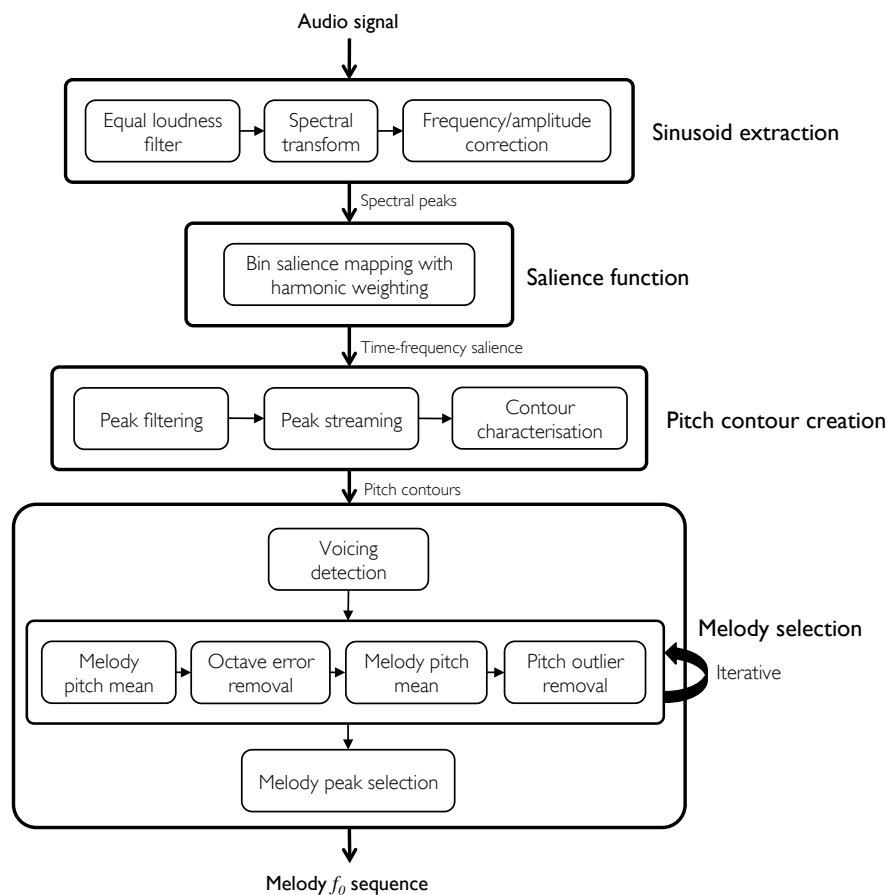 Audio signal
Equal loudness
filter
Spectral
transform
Frequency/amplitude
correction
Sinusoid extraction
Spectral peaks
Bin salience mapping with
harmonic weighting
Salience function
Time-frequency salience
Peak filtering
Peak streaming
Contour
characterisation
Pitch contour creation
Pitch contours
Voicing
detection
Melody selection
Melody
pitch mean
Octave error
removal
Melody pitch
mean
Pitch outlier
removal
Iterative
Melody peak selection
Melody f0 sequence